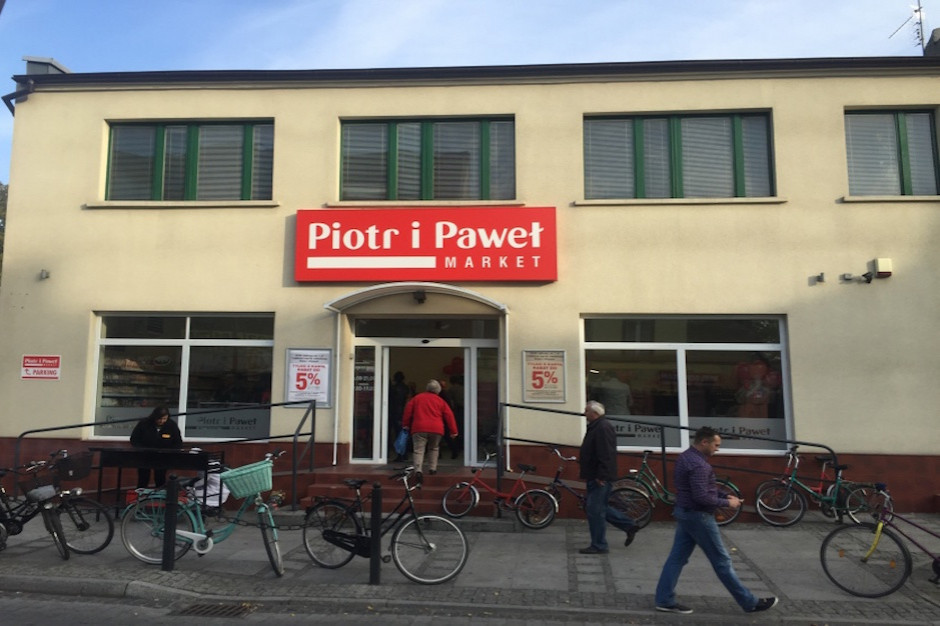 Piotr i Paweł
MARKET
Piotr i Paweł
PARKING
5%
5%
Piotr i Paweł
Piotr i Paweł